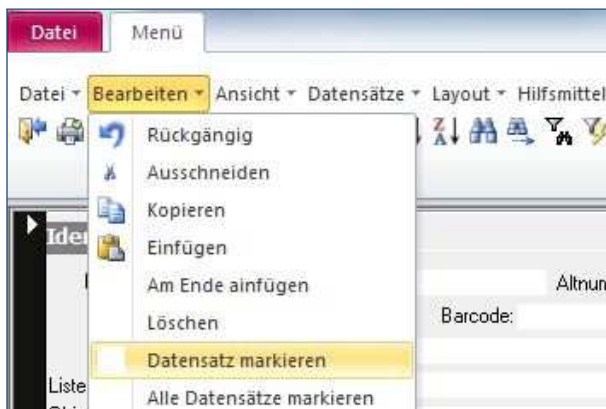 Datei Menü
Datei Bearbeiten Ansicht Datensätze Layout Hilfsmittel
Rückgängig
Ausschneiden
Kopieren
Einfügen
Am Ende ainfügen
Löschen
Datensatz markieren
Alle Datensätze markieren
Altnum
Barcode:
Liste